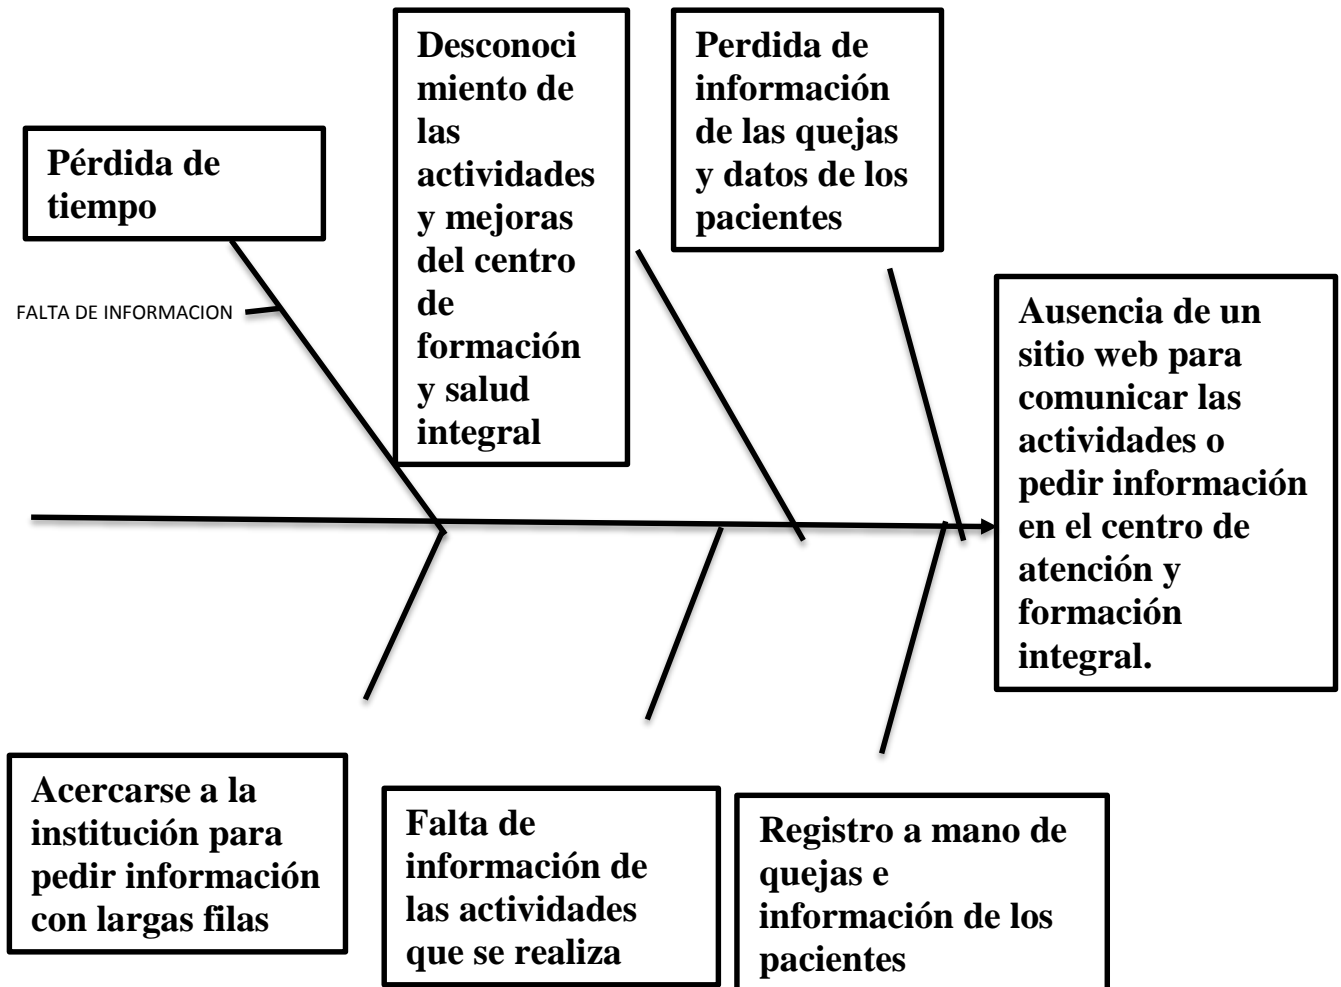 Desconoci
miento de
las
actividades
y mejoras
del centro
de
formación
y salud
integral
Perdida de
información
de las quejas
y datos de los
pacientes
Pérdida de
tiempo
FALTA DE INFORMACION
Ausencia de un
sitio web para
comunicar las
actividades o
pedir información
en el centro de
atención y
formación
integral.
Acercarse a la
institución para
pedir información
con largas filas
Falta de
información de
las actividades
que se realiza
Registro a mano de
quejas e
información de los
pacientes